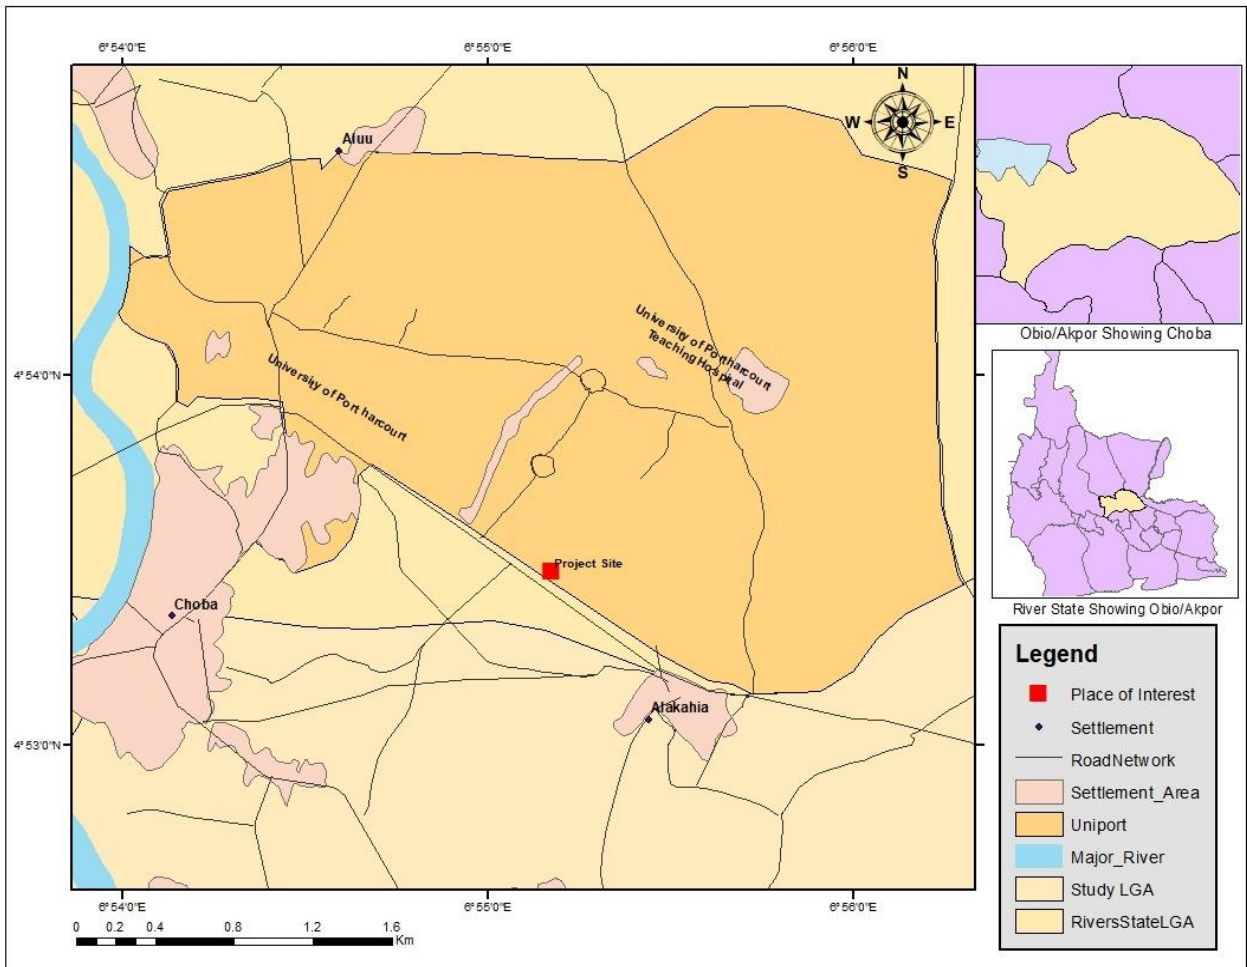 6°54'0"E
6°55'0"E
6°56'0"E
N
W
E
S
Aluu
University of Portharcourt
Teaching Hospital
University of Port harcourt
4°54'0"N
Project Site
Choba
Alakahia
4°53'0"N
6°54'0"E
6°55'0"E
6°56'0"E
0 0.2 0.4 0.8 1.2 1.6
Km
Obio/Akpor Showing Choba
River State Showing Obio/Akpor
Legend
Place of Interest
Settlement
RoadNetwork
Settlement_Area
Uniport
Major_River
Study LGA
RiversStateLGA